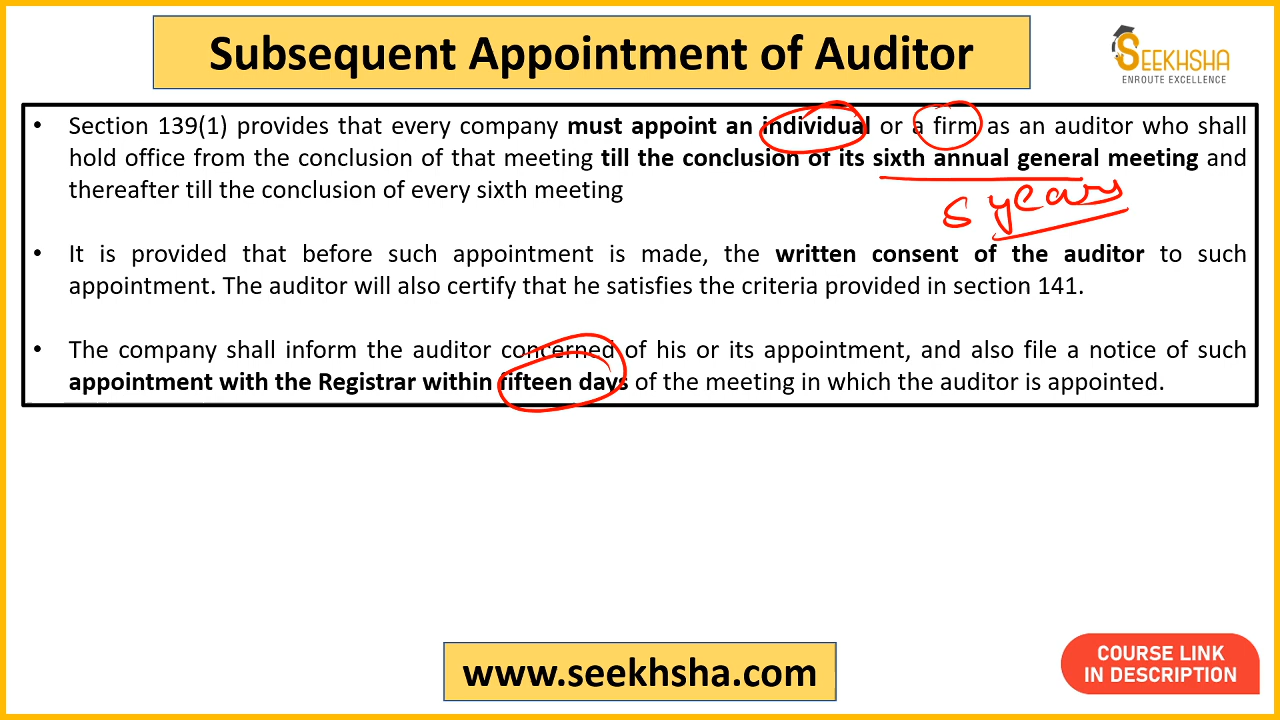 Subsequent Appointment of Auditor
SEEKHSHA
ENROUTE EXCELLENCE
• Section 139(1) provides that every company must appoint an individual or a firm as an auditor who shall
hold office from the conclusion of that meeting till the conclusion of its sixth annual general meeting and
thereafter till the conclusion of every sixth meeting
5 years
• It is provided that before such appointment is made, the written consent of the auditor to such
appointment. The auditor will also certify that he satisfies the criteria provided in section 141.
• The company shall inform the auditor concerned of his or its appointment, and also file a notice of such
appointment with the Registrar within fifteen days of the meeting in which the auditor is appointed.
www.seekhsha.com
COURSE LINK
IN DESCRIPTION